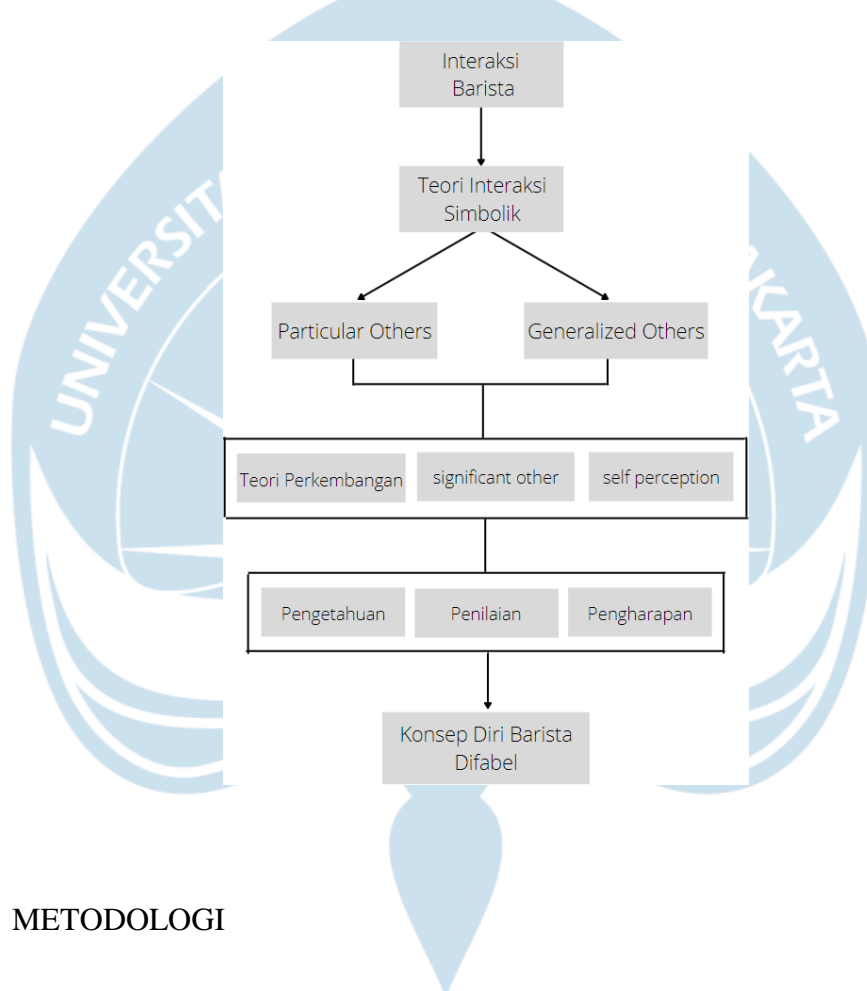 Interaksi
Barista
Teori Interaksi
Simbolik
Particular Others
Generalized Others
Teori Perkembangan
significant other
self perception
Pengetahuan
Penilaian
Pengharapan
Konsep Diri Barista
Difabel
METODOLOGI